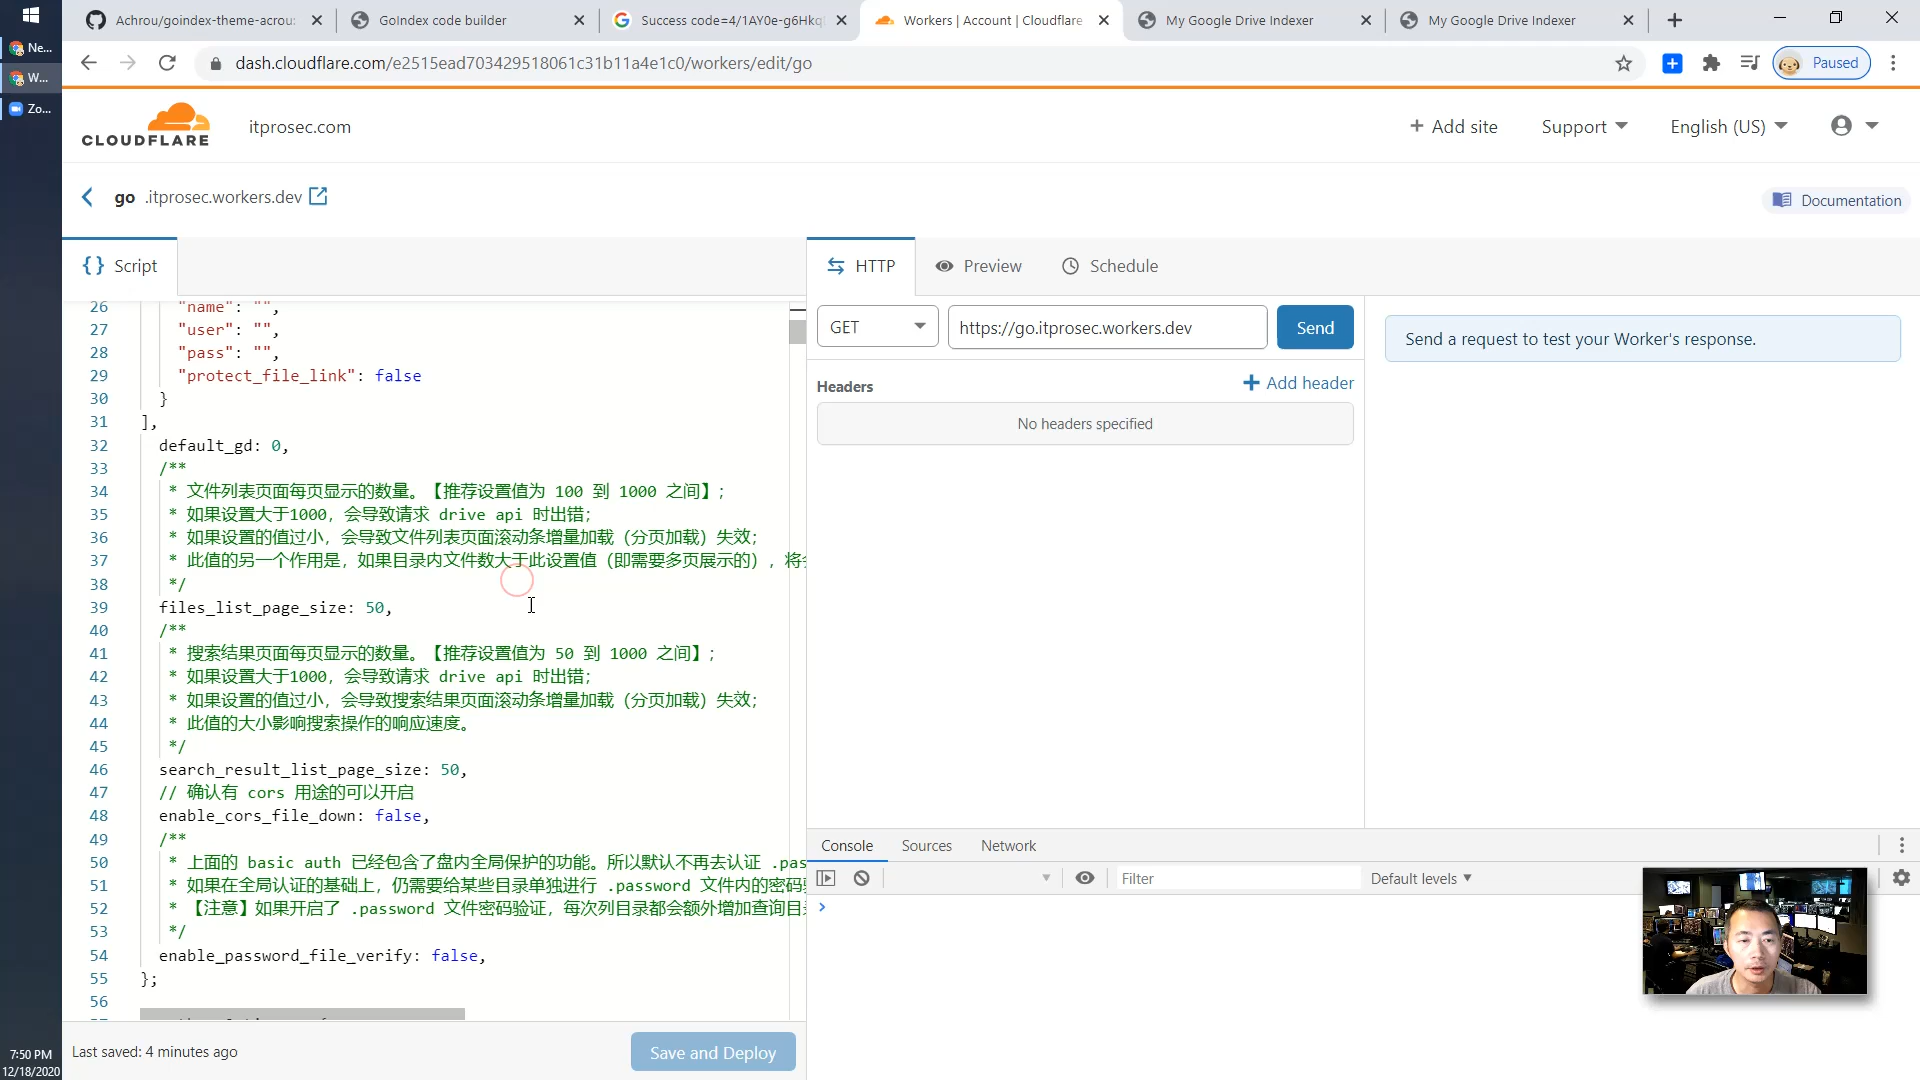 Achrou/goindex-theme-acrou:
GoIndex code builder
Success code=4/1AY0e-g6Hkq
Workers | Account | Cloudflare
My Google Drive Indexer
My Google Drive Indexer
Ne...
W...
Zo...
dash.cloudflare.com/e2515ead703429518061c31b11a4e1c0/workers/edit/go
Paused
CLOUDFLARE
itprosec.com
+ Add site
Support
English (US)
go .itprosec.workers.dev
Documentation
{} Script
HTTP
Preview
Schedule
GET
https://go.itprosec.workers.dev
Send
Send a request to test your Worker's response.
Headers
+ Add header
No headers specified
26 "name": "",
27 "user": "",
28 "pass": "",
29 "protect_file_link": false
30 }
31 ],
32 default_gd: 0,
33 /**
34 * 文件列表页面每页显示的数量。【推荐设置值为 100 到 1000 之间】;
35 * 如果设置大于1000，会导致请求 drive api 时出错;
36 * 如果设置的值过小，会导致文件列表页面滚动条增量加载（分页加载）失效;
37 * 此值的另一个作用是，如果目录内文件数大于此设置值（即需要多页展示的），将
38 */
39 files_list_page_size: 50,
40 /**
41 * 搜索结果页面每页显示的数量。【推荐设置值为 50 到 1000 之间】;
42 * 如果设置大于1000，会导致请求 drive api 时出错;
43 * 如果设置的值过小，会导致搜索结果页面滚动条增量加载（分页加载）失效;
44 * 此值的大小影响搜索操作的响应速度。
45 */
46 search_result_list_page_size: 50,
47 // 确认有 cors 用途的可以开启
48 enable_cors_file_down: false,
49 /**
50 * 上面的 basic auth 已经包含了盘内全局保护的功能。所以默认不再去认证 .pas
51 * 如果在全局认证的基础上，仍需要给某些目录单独进行 .password 文件内的密码
52 * 【注意】如果开启了 .password 文件密码验证，每次列目录都会额外增加查询目
53 */
54 enable_password_file_verify: false,
55 };
56
Console
Sources
Network
Filter
Default levels
Last saved: 4 minutes ago
Save and Deploy
7:50 PM
12/18/2020